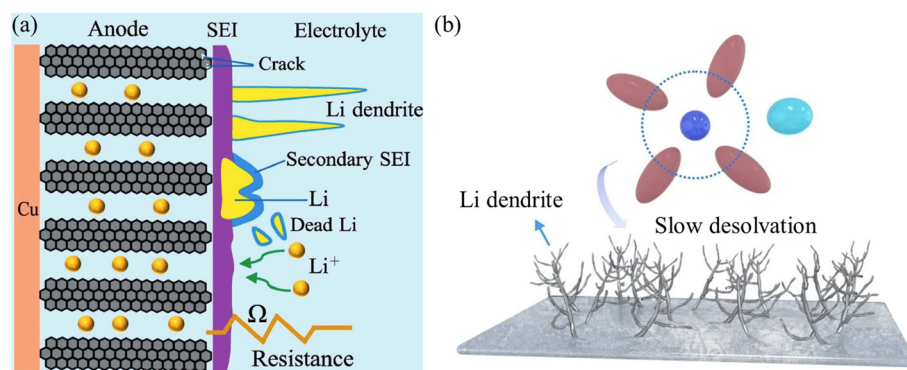 (a)
Anode
SEI
Electrolyte
Crack
Li dendrite
Secondary SEI
Li
Dead Li
Li⁺
Cu
Ω
Resistance
(b)
Li dendrite
Slow desolvation